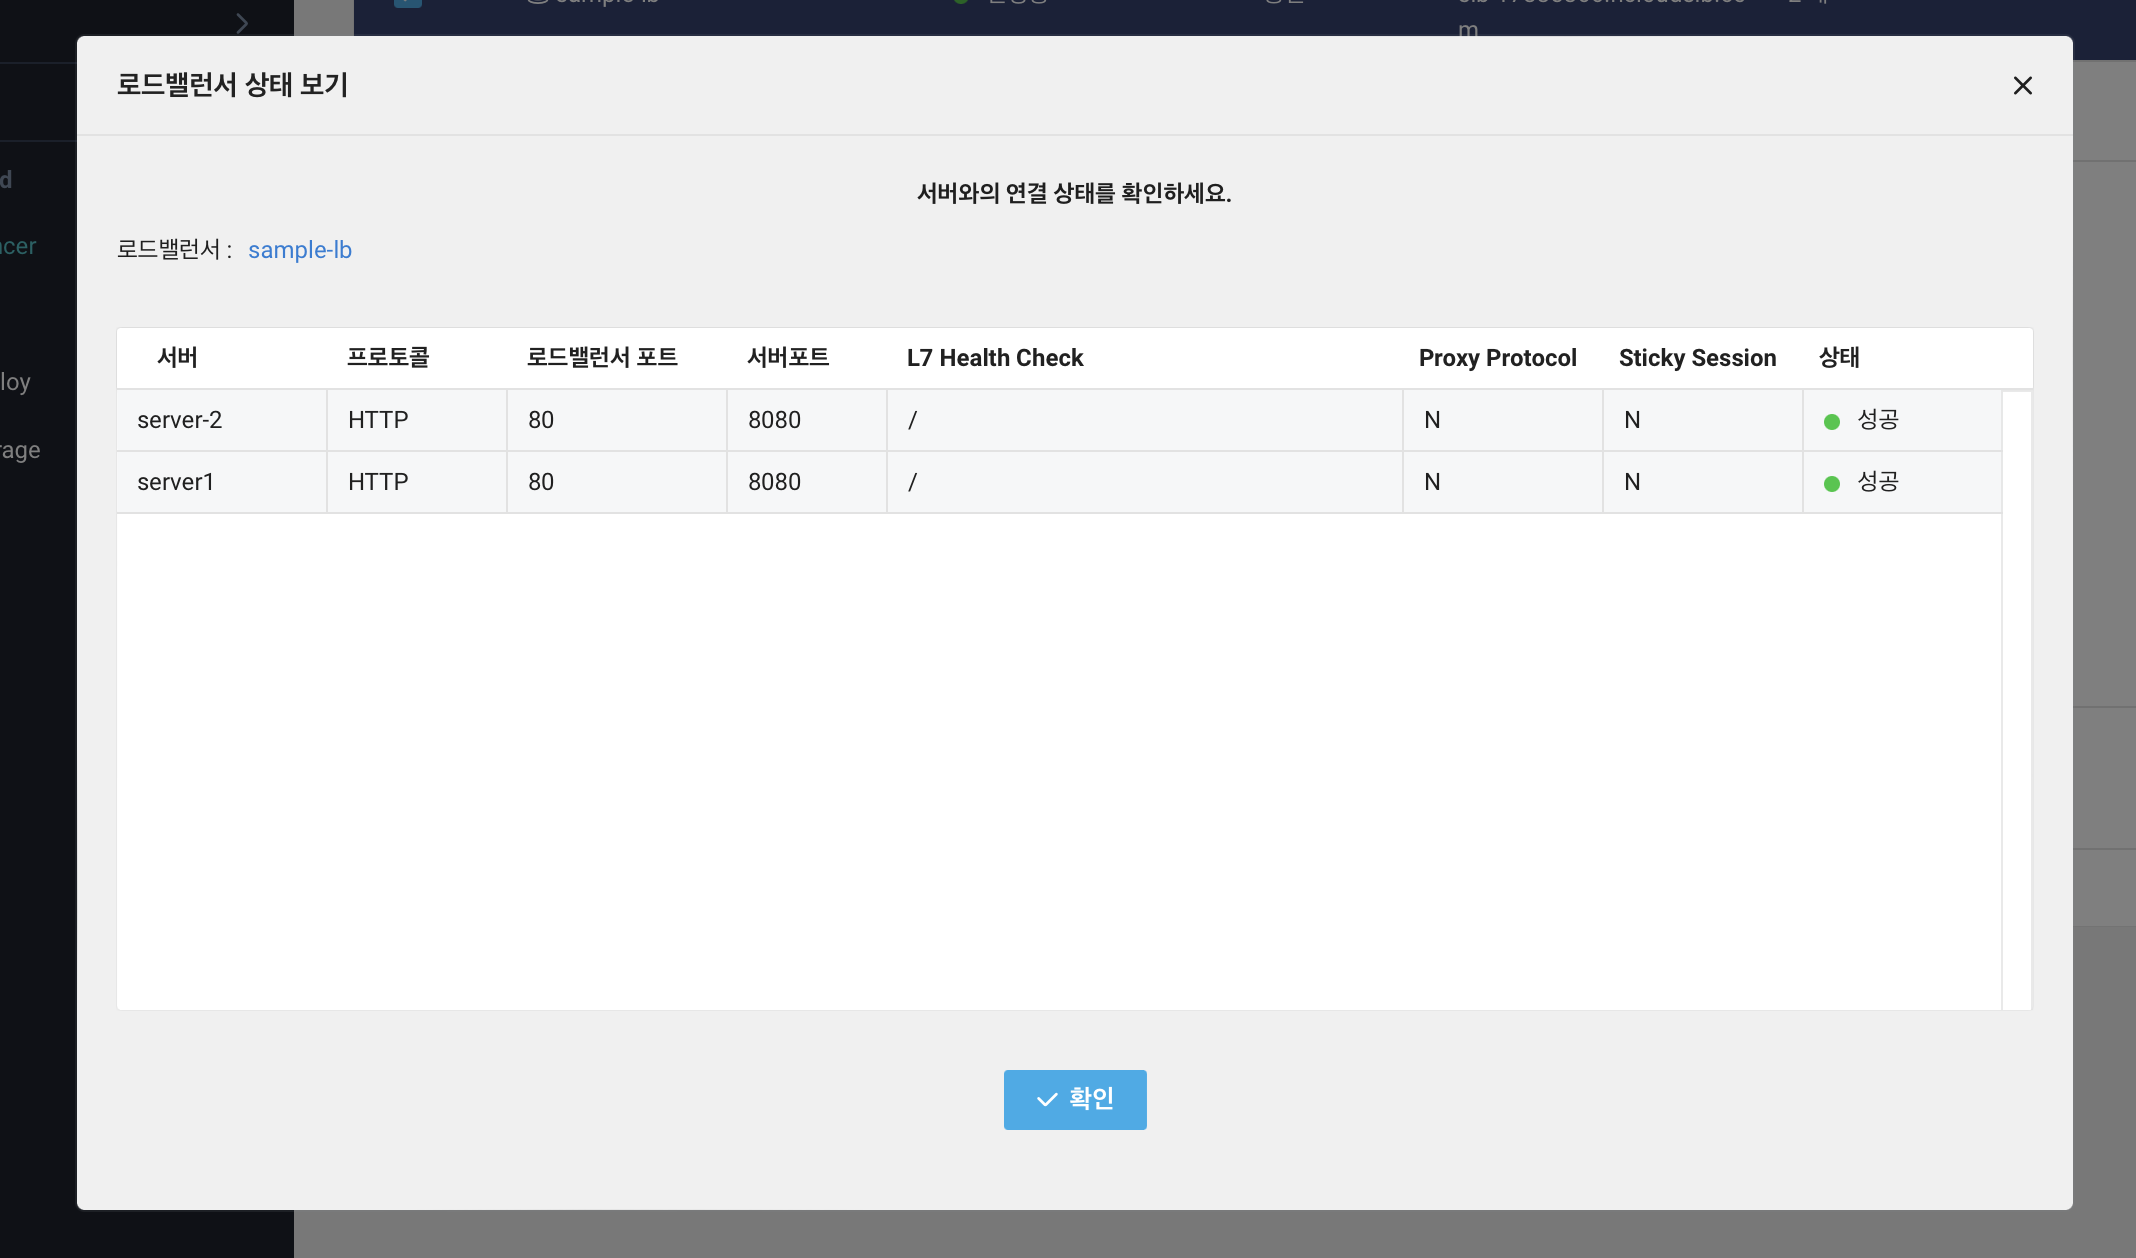 m
로드밸런서 상태 보기
서버와의 연결 상태를 확인하세요.
로드밸런서 : sample-lb
서버 프로토콜 로드밸런서 포트 서버포트 L7 Health Check Proxy Protocol Sticky Session 상태
server-2 HTTP 80 8080 / N N 성공
server1 HTTP 80 8080 / N N 성공
확인
d
cer
loy
rage